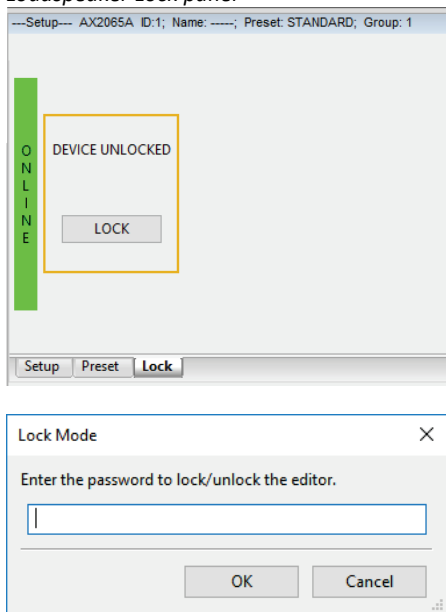 Loudspeaker Lock panel
---Setup--- AX2065A ID:1; Name: -----; Preset: STANDARD; Group: 1
ONLINE
DEVICE UNLOCKED
LOCK
Setup Preset Lock
Lock Mode
Enter the password to lock/unlock the editor.
OK Cancel